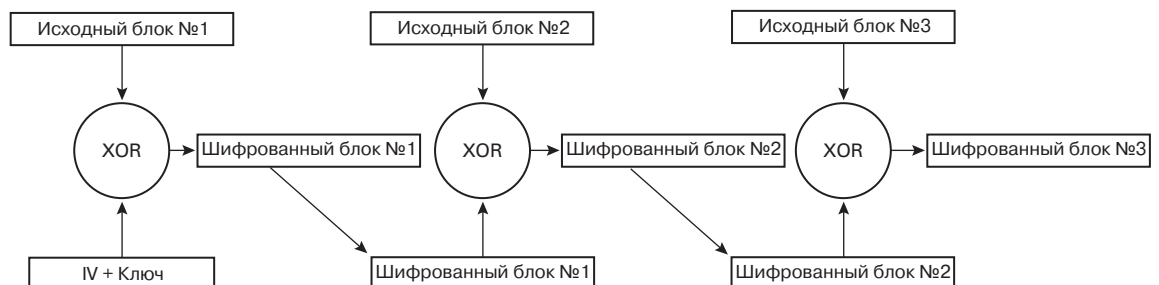 Исходный блок №1
Исходный блок №2
Исходный блок №3
XOR
Шифрованный блок №1
XOR
Шифрованный блок №2
XOR
Шифрованный блок №3
IV + Ключ
Шифрованный блок №1
Шифрованный блок №2